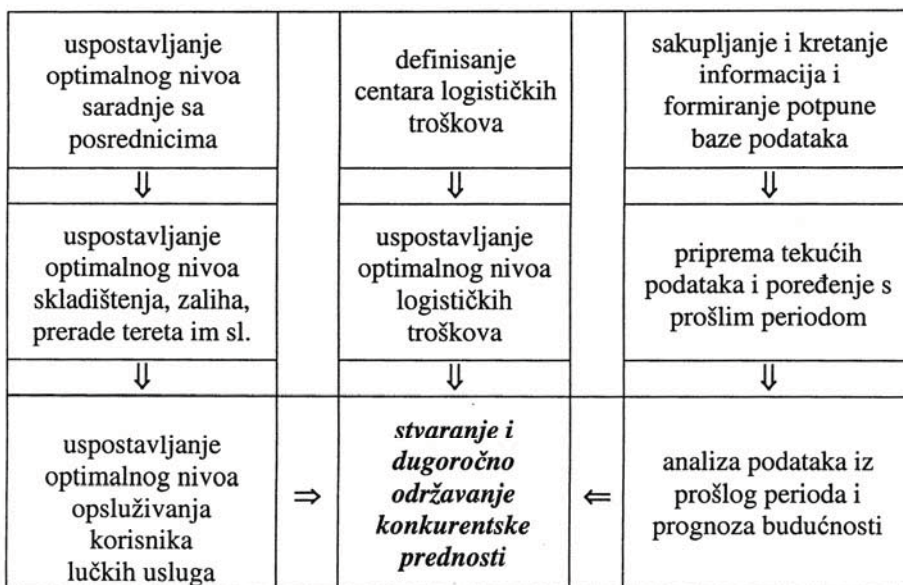 uspostavljanje
optimalnog nivoa
saradnje sa
posrednicima
definisanje
centara logističkih
troškova
sakupljanje i kretanje
informacija i
formiranje potpune
baze podataka
⇓ ⇓ ⇓
uspostavljanje
optimalnog nivoa
skladištenja, zaliha,
prerade tereta im sl.
uspostavljanje
optimalnog nivoa
logističkih
troškova
priprema tekućih
podataka i poređenje s
prošlim periodom
⇓ ⇓ ⇓
uspostavljanje
optimalnog nivoa
opsluživanja
korisnika
lučkih usluga
⇒
stvaranje i
dugoročno
održavanje
konkurentske
prednosti
⇐
analiza podataka iz
prošlog perioda i
prognoza budućnosti